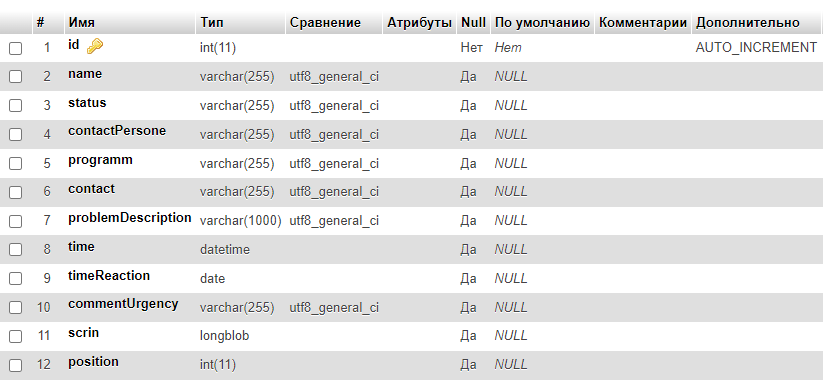 # Имя Тип Сравнение Атрибуты Null По умолчанию Комментарии Дополнительно
1 id int(11) Нет Нет AUTO_INCREMENT
2 name varchar(255) utf8_general_ci Да NULL
3 status varchar(255) utf8_general_ci Да NULL
4 contactPersone varchar(255) utf8_general_ci Да NULL
5 programm varchar(255) utf8_general_ci Да NULL
6 contact varchar(255) utf8_general_ci Да NULL
7 problemDescription varchar(1000) utf8_general_ci Да NULL
8 time datetime Да NULL
9 timeReaction date Да NULL
10 commentUrgency varchar(255) utf8_general_ci Да NULL
11 scrin longblob Да NULL
12 position int(11) Да NULL